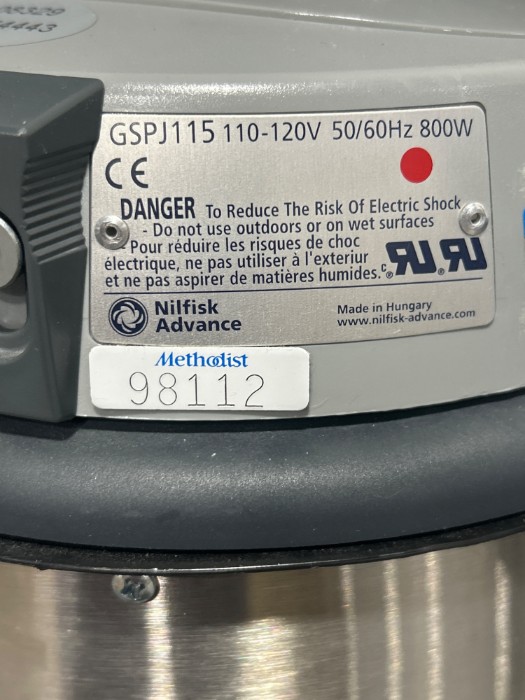 GSPJ115 110-120V 50/60Hz 800W
CE
DANGER To Reduce The Risk Of Electric Shock
- Do not use outdoors or on wet surfaces
Pour réduire les risques de choc
électrique, ne pas utiliser à l'exteriur
et ne pas aspirer de matières humides.
Nilfisk
Advance
Made in Hungary
www.nilfisk-advance.com
Methodist
98112